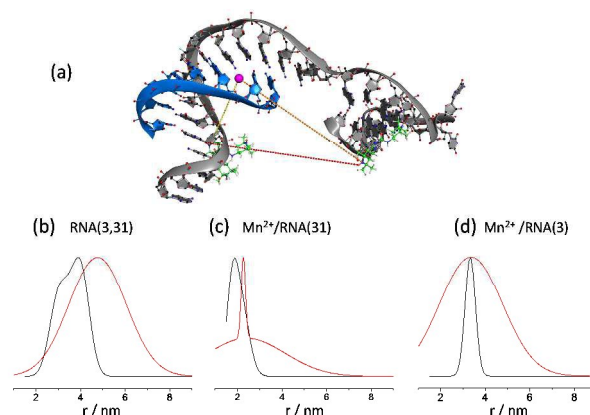 (a)
(b) RNA(3,31)
(c) Mn²⁺/RNA(31)
(d) Mn²⁺ /RNA(3)
2 4 6 8
r / nm
2 4 6 8
r / nm
2 4 6 8
r / nm